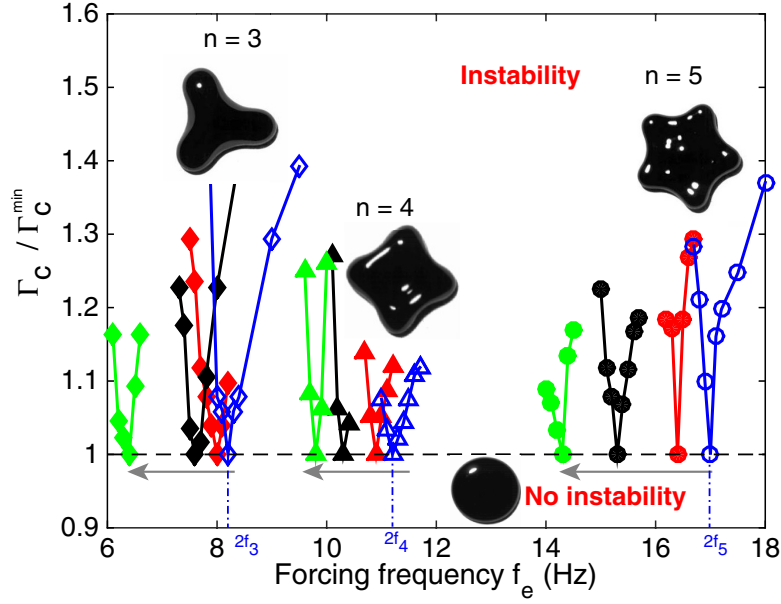 n = 3
Instability
n = 5
n = 4
No instability
2f₃
2f₄
2f₅
1.6
1.5
1.4
1.3
1.2
1.1
1
0.9
6
8
10
12
14
16
18
Γc / Γc^min
Forcing frequency f_e (Hz)